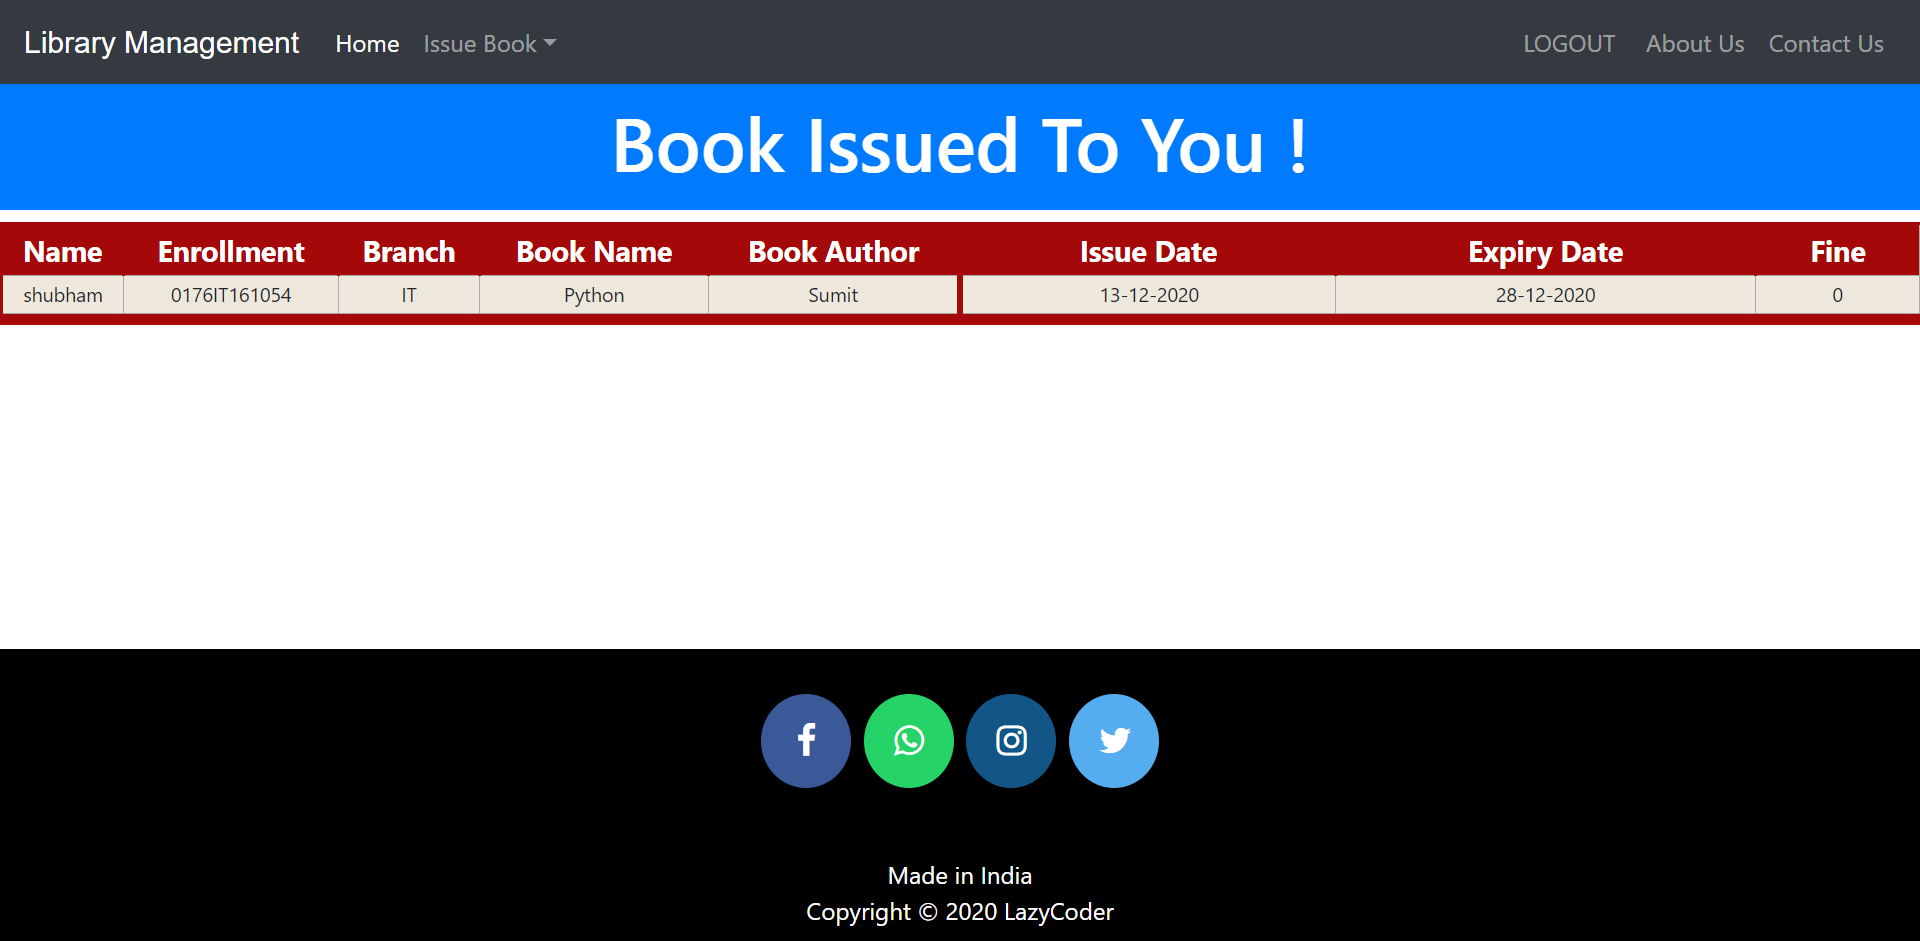 Library Management Home Issue Book LOGOUT About Us Contact Us
Book Issued To You !
Name Enrollment Branch Book Name Book Author Issue Date Expiry Date Fine
shubham 0176IT161054 IT Python Sumit 13-12-2020 28-12-2020 0
Made in India
Copyright © 2020 LazyCoder